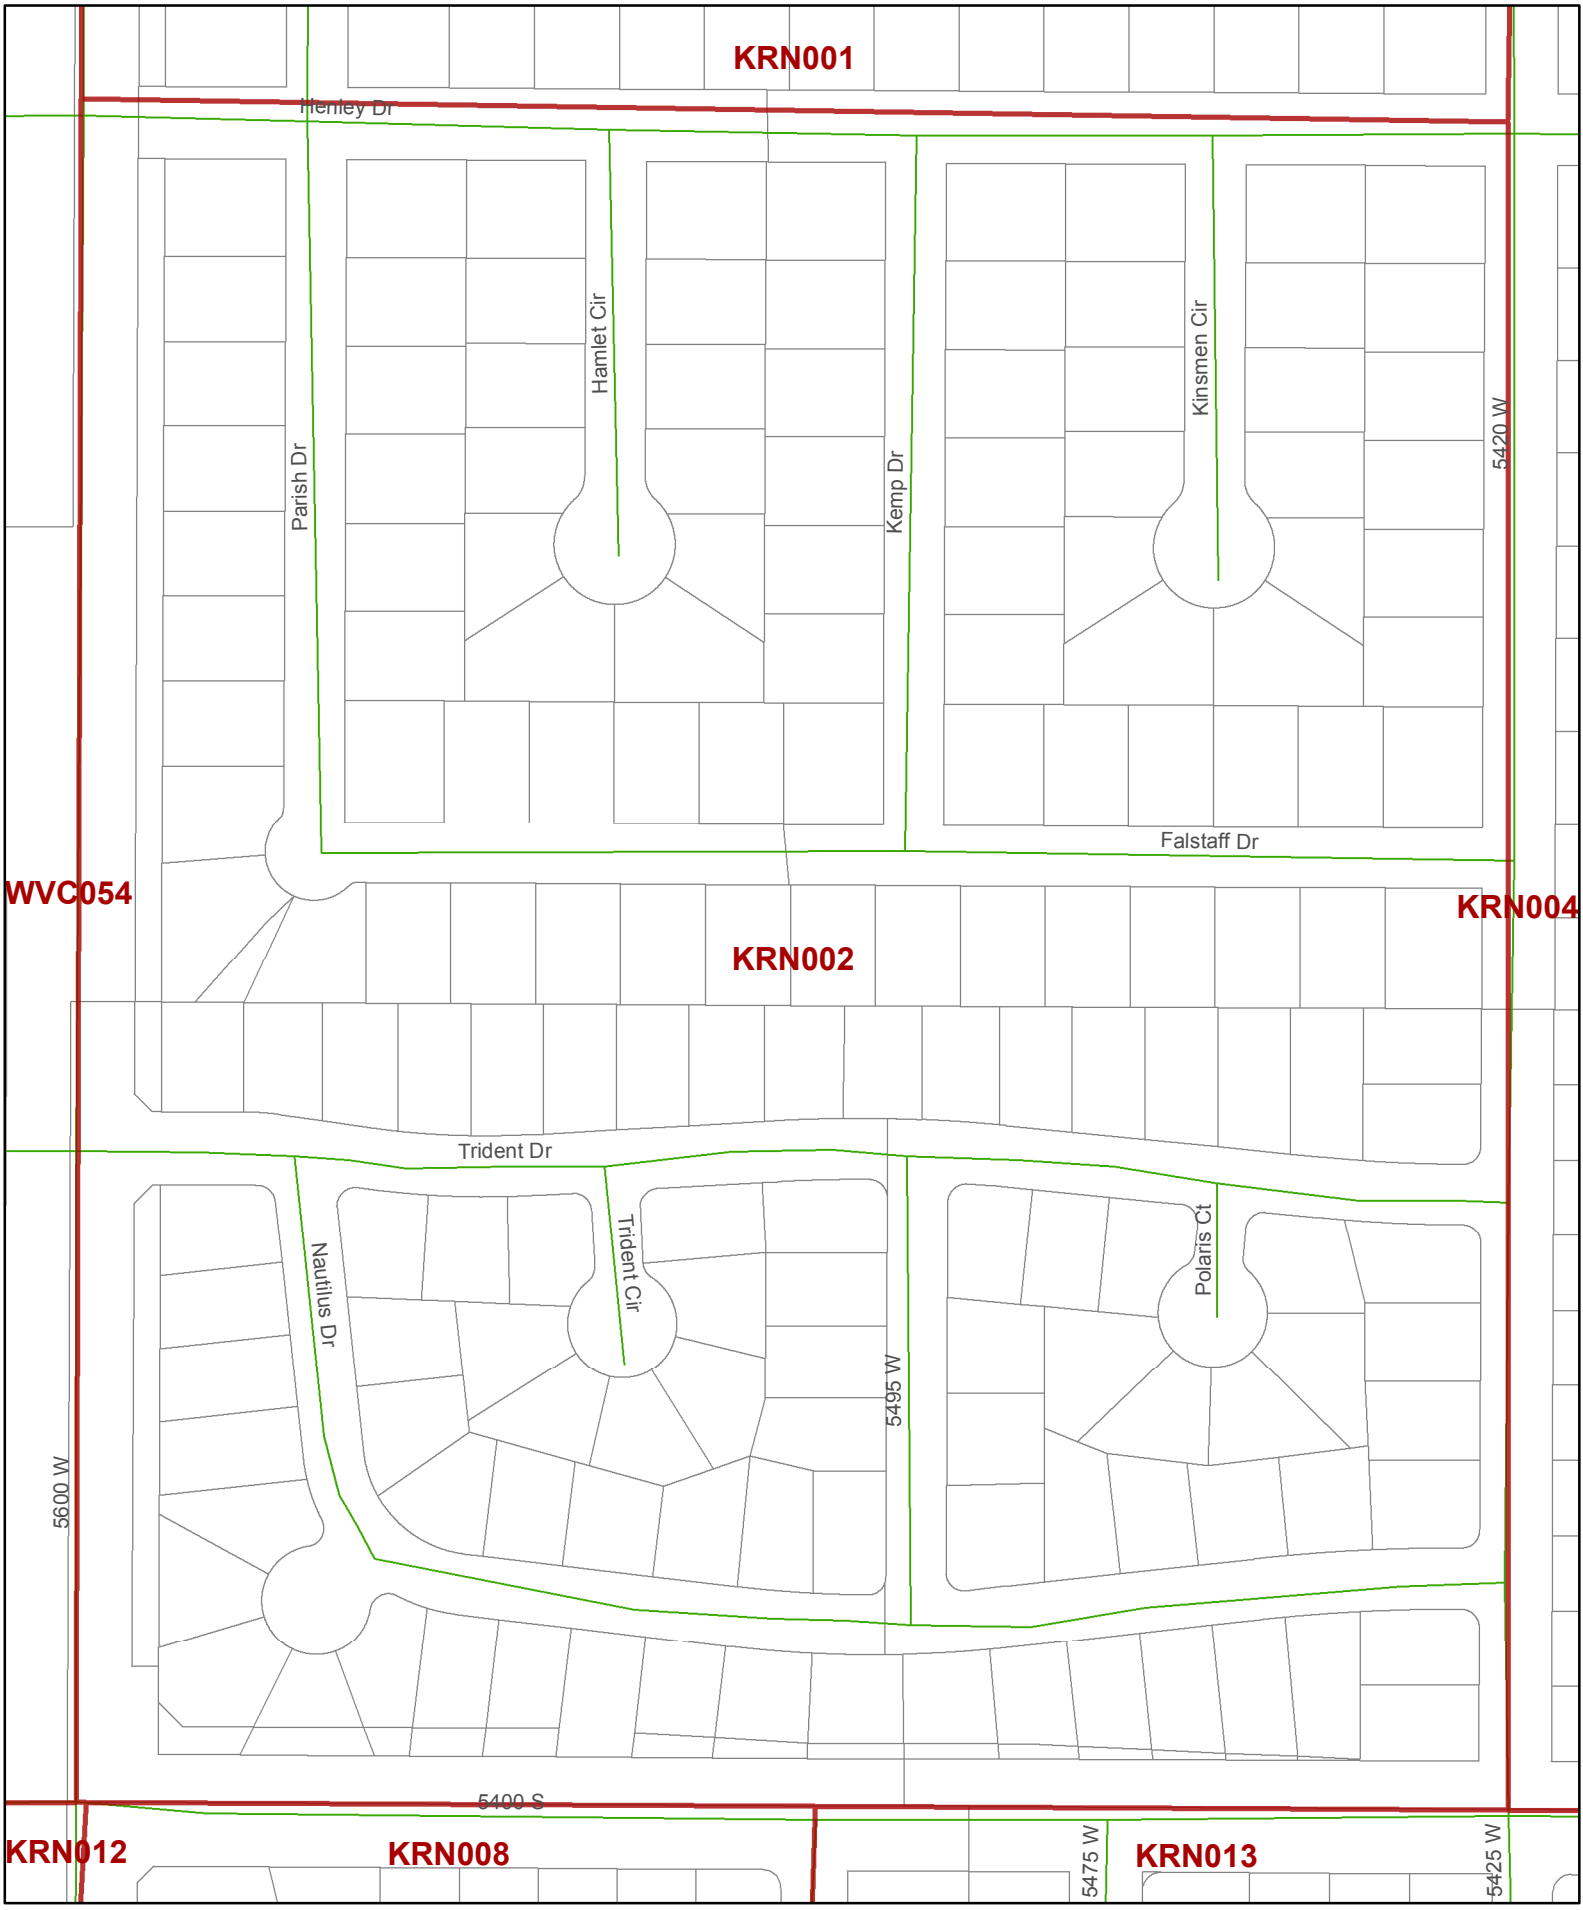 KRN001
Henley Dr
Hamlet Cir
Kinsmen Cir
5420 W
Parish Dr
Kemp Dr
Falstaff Dr
WVC054
KRN004
KRN002
Trident Dr
Nautilus Dr
Trident Cir
Polaris Ct
5495 W
5600 W
5400 S
KRN012
KRN008
5475 W
KRN013
5425 W